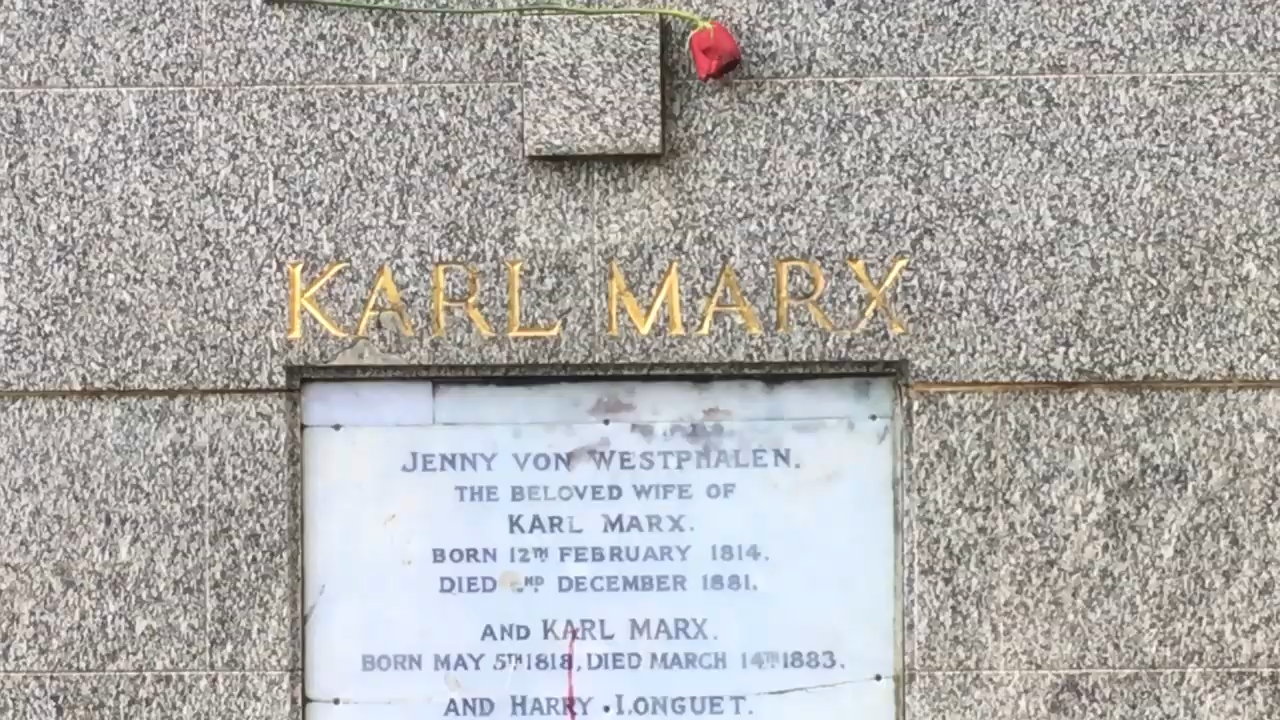 KARL MARX
JENNY VON WESTPHALEN.
THE BELOVED WIFE OF
KARL MARX.
BORN 12TH FEBRUARY 1814.
DIED ND DECEMBER 1881.
AND KARL MARX.
BORN MAY 5TH 1818, DIED MARCH 14TH 1883.
AND HARRY LONGUET.